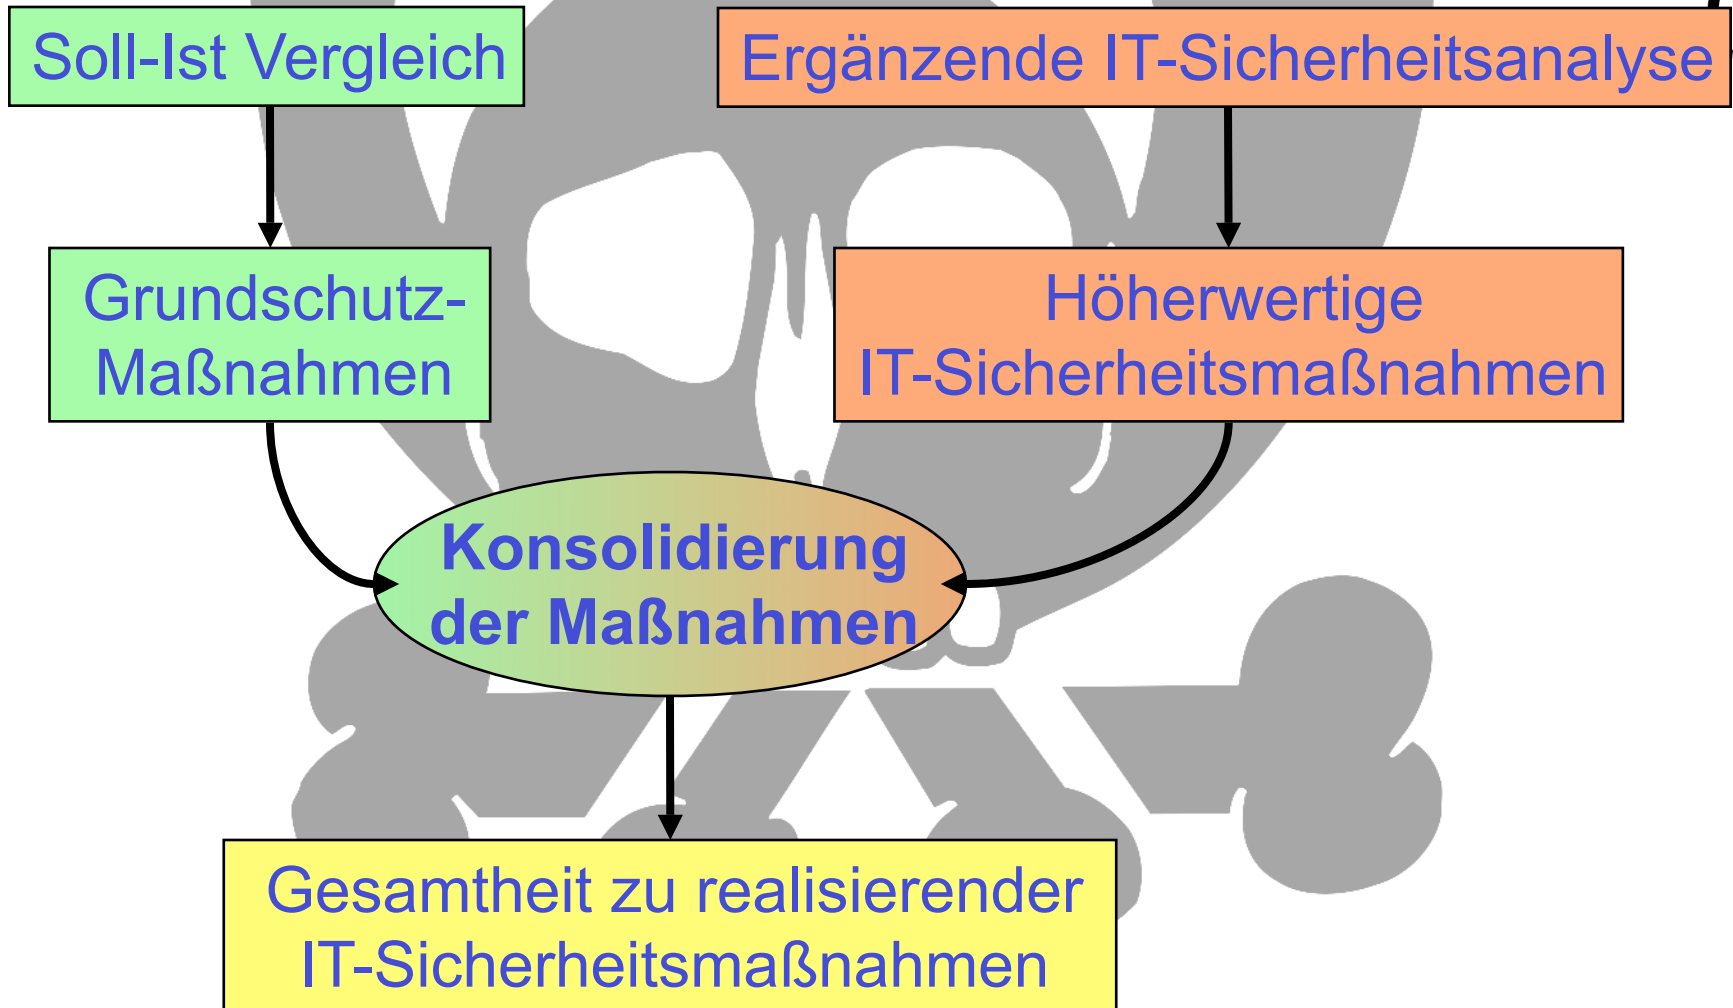 Soll-Ist Vergleich
Ergänzende IT-Sicherheitsanalyse
Grundschutz-
Maßnahmen
Höherwertige
IT-Sicherheitsmaßnahmen
Konsolidierung
der Maßnahmen
Gesamtheit zu realisierender
IT-Sicherheitsmaßnahmen